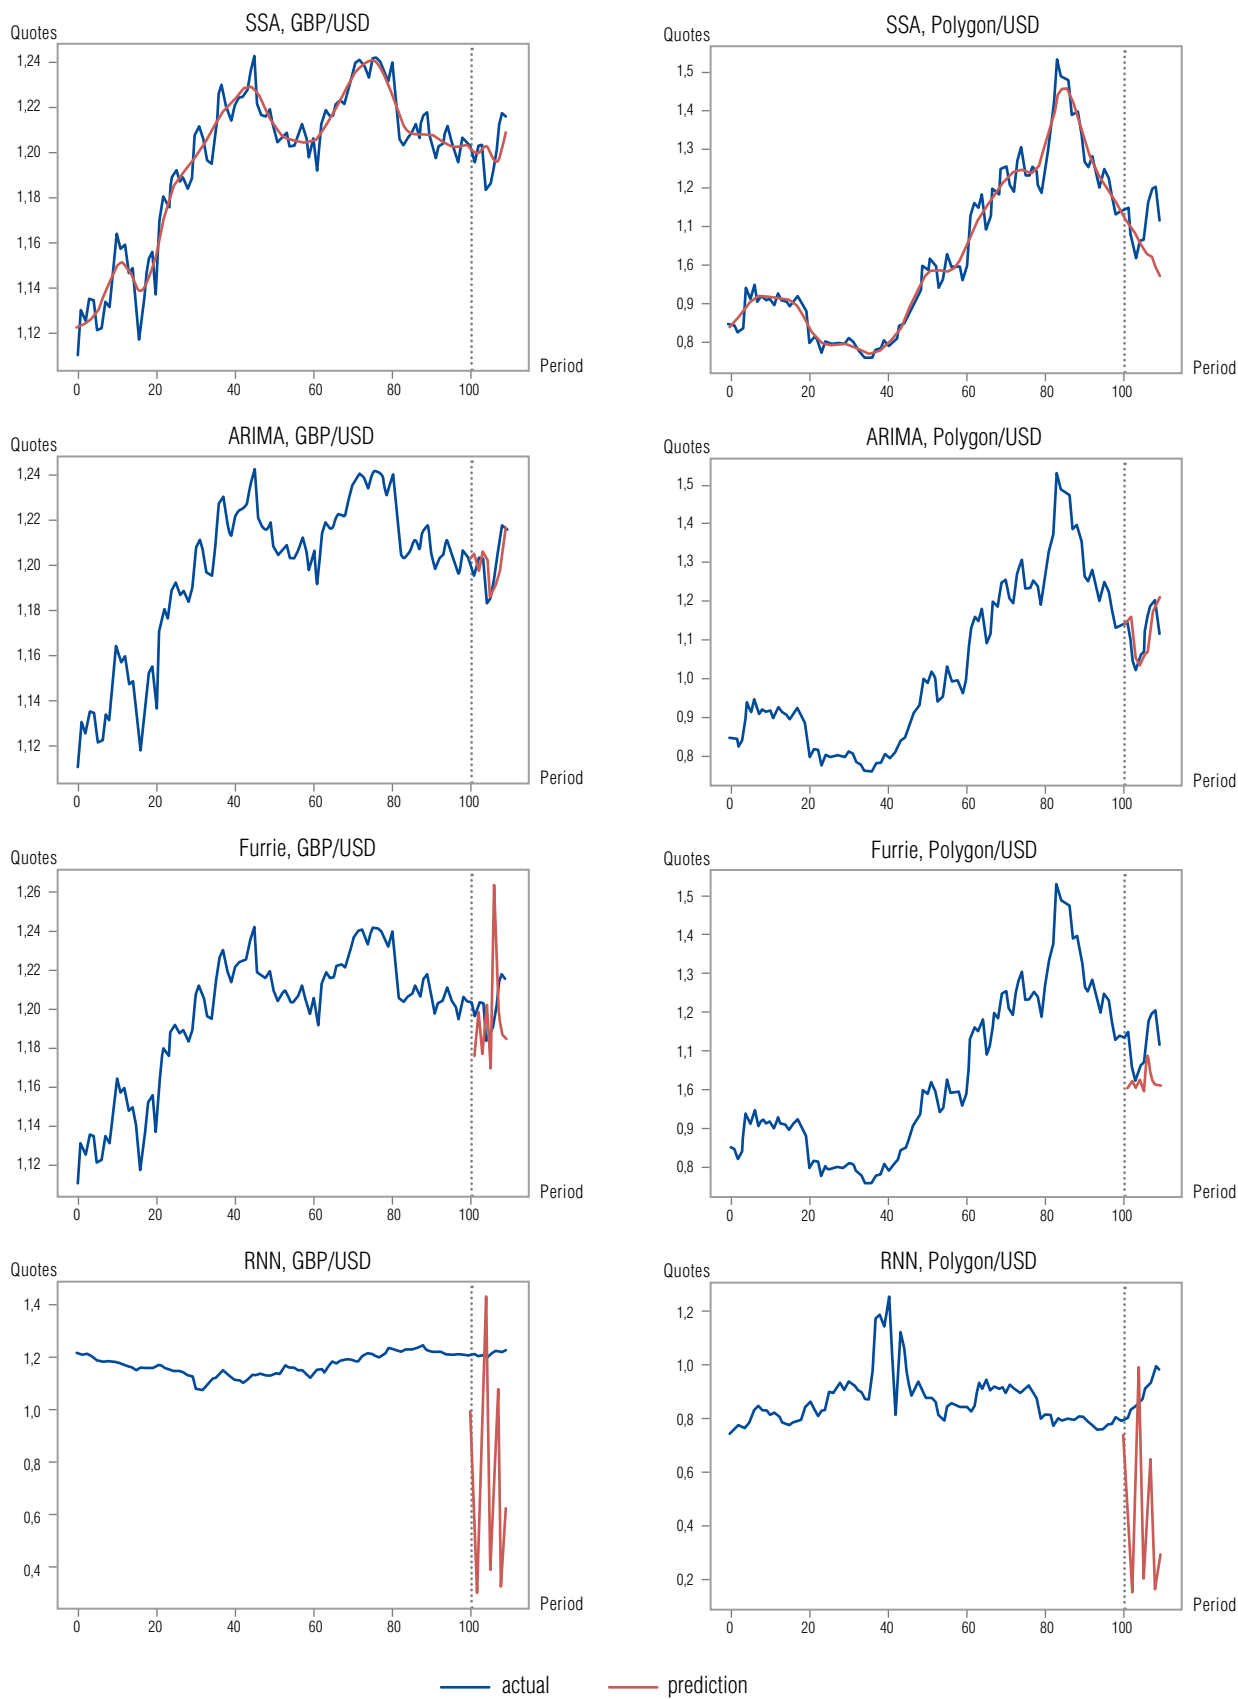 SSA, GBP/USD
Quotes
1,24
1,22
1,20
1,18
1,16
1,14
1,12
Period
0 20 40 60 80 100
SSA, Polygon/USD
Quotes
1,5
1,4
1,3
1,2
1,1
1,6
0,9
0,8
Period
0 20 40 60 80 100
ARIMA, GBP/USD
Quotes
1,24
1,22
1,20
1,18
1,16
1,14
1,12
Period
0 20 40 60 80 100
ARIMA, Polygon/USD
Quotes
1,5
1,4
1,3
1,2
1,1
1,0
0,9
0,8
Period
0 20 40 60 80 100
Furrie, GBP/USD
Quotes
1,26
1,24
1,22
1,20
1,18
1,16
1,14
1,12
Period
0 20 40 60 80 100
Furrie, Polygon/USD
Quotes
1,5
1,4
1,3
1,2
1,1
1,6
0,9
0,8
Period
0 20 40 60 80 100
RNN, GBP/USD
Quotes
1,4
1,2
1,0
0,8
0,6
0,4
Period
0 20 40 60 80 100
RNN, Polygon/USD
Quotes
1,2
1,0
0,8
0,6
0,4
0,2
Period
0 20 40 60 80 100
actual prediction